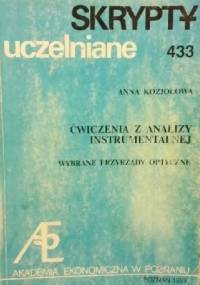 SKRYPTY
uczelniane
433
ANNA KOZIOŁOWA
ĆWICZENIA Z ANALIZY
INSTRUMENTALNEJ
WYBRANE PRZYRZĄDY OPTYCZNE
AE
AKADEMIA EKONOMICZNA W POZNANIU